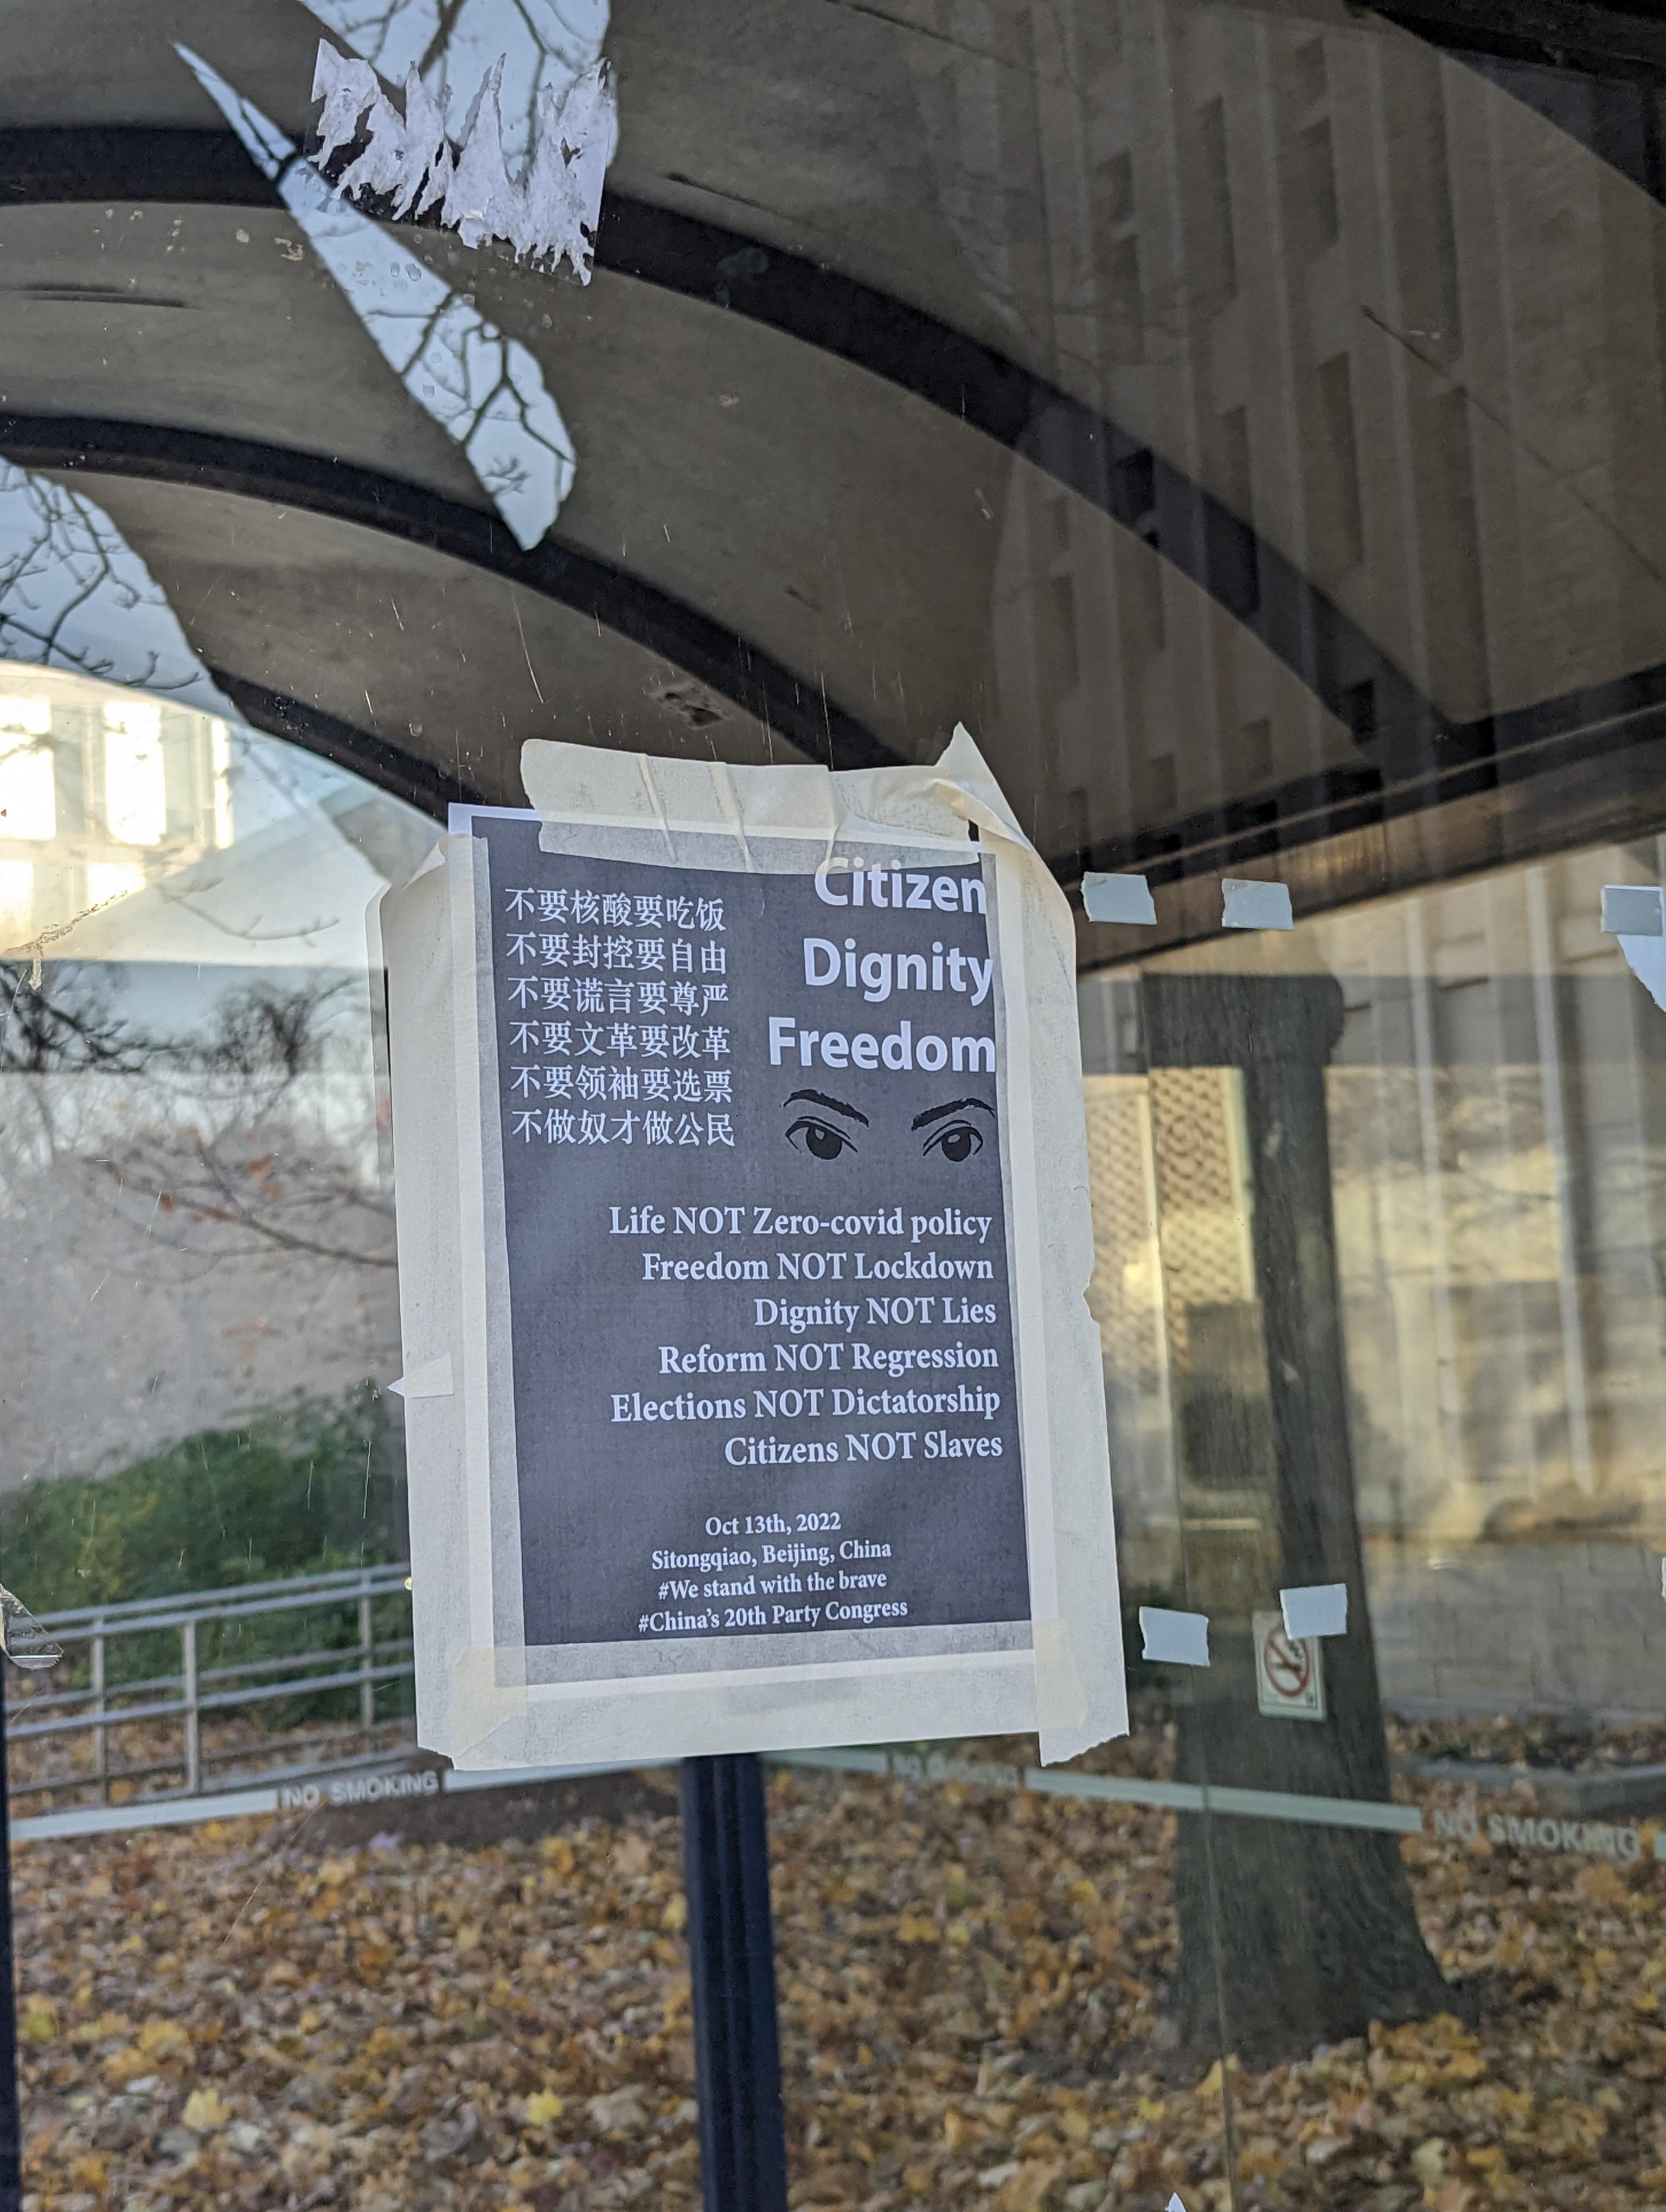 不要核酸要吃饭
不要封控要自由
不要谎言要尊严
不要文革要改革
不要领袖要选票
不做奴才做公民
Citizen
Dignity
Freedom
Life NOT Zero-covid policy
Freedom NOT Lockdown
Dignity NOT Lies
Reform NOT Regression
Elections NOT Dictatorship
Citizens NOT Slaves
Oct 13th, 2022
Sitongqiao, Beijing, China
#We stand with the brave
#China's 20th Party Congress
NO SMOKING
NO SMOKING
NO SMOKING